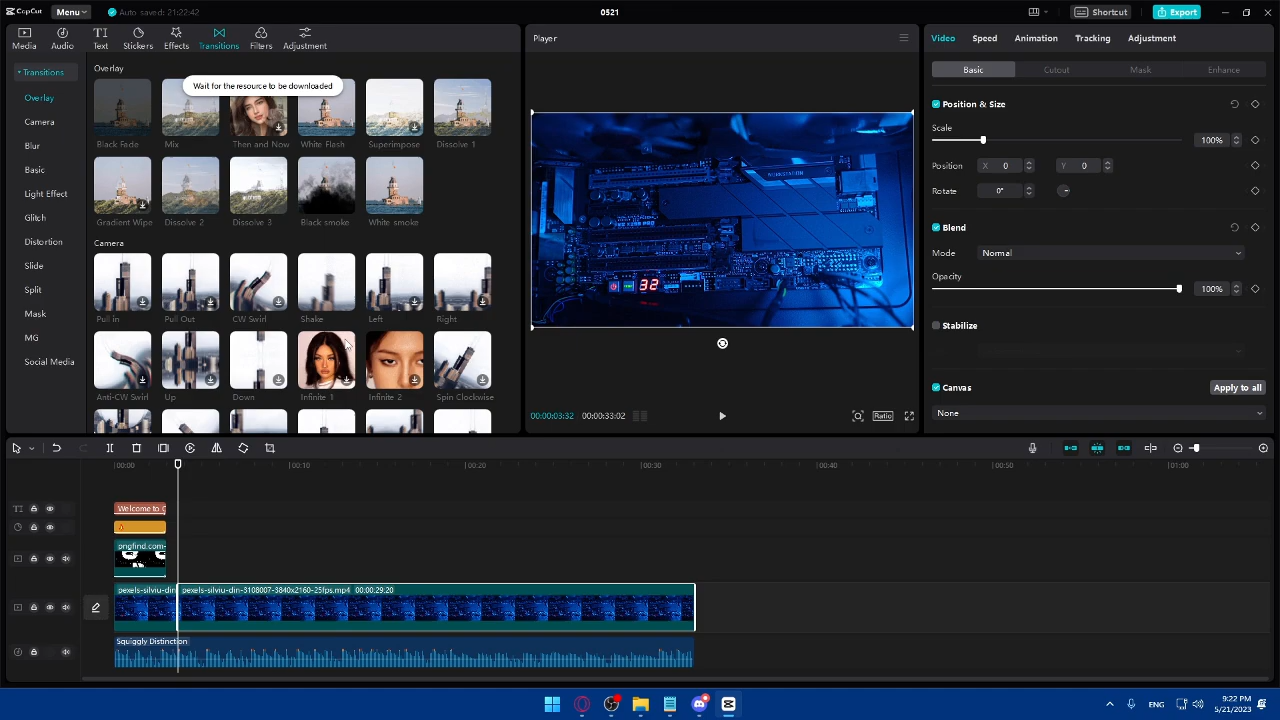 CapCut Menu Auto saved: 21:22:42 0521 Shortcut Export
Media Audio Text Stickers Effects Transitions Filters Adjustment
Transitions
Overlay
Camera
Blur
Basic
Light Effect
Glitch
Distortion
Slide
Split
Mask
MG
Social Media
Overlay
Wait for the resource to be downloaded
Black Fade Mix Then and Now White Flash Superimpose Dissolve 1
Gradient Wipe Dissolve 2 Dissolve 3 Black smoke White smoke
Camera
Pull in Pull Out CW Swirl Shake Left Right
Anti-CW Swirl Up Down Infinite 1 Infinite 2 Spin Clockwise
Player
WORKSTATION
32
00:00:03:32 00:00:33:02 Ratio
Video Speed Animation Tracking Adjustment
Basic Cutout Mask Enhance
Position & Size
Scale
100%
Position X 0 Y 0
Rotate 0°
Blend
Mode Normal
Opacity
100%
Stabilize
Canvas Apply to all
None
00:00 00:10 00:20 00:30 00:40 00:50 01:00
Welcome to C
pngfind.com-
pexels-silviu-din pexels-silviu-din-3108007-3840x2160-25fps.mp4 00:00:29:20
Squiggly Distinction
ENG 9:22 PM
5/21/2023